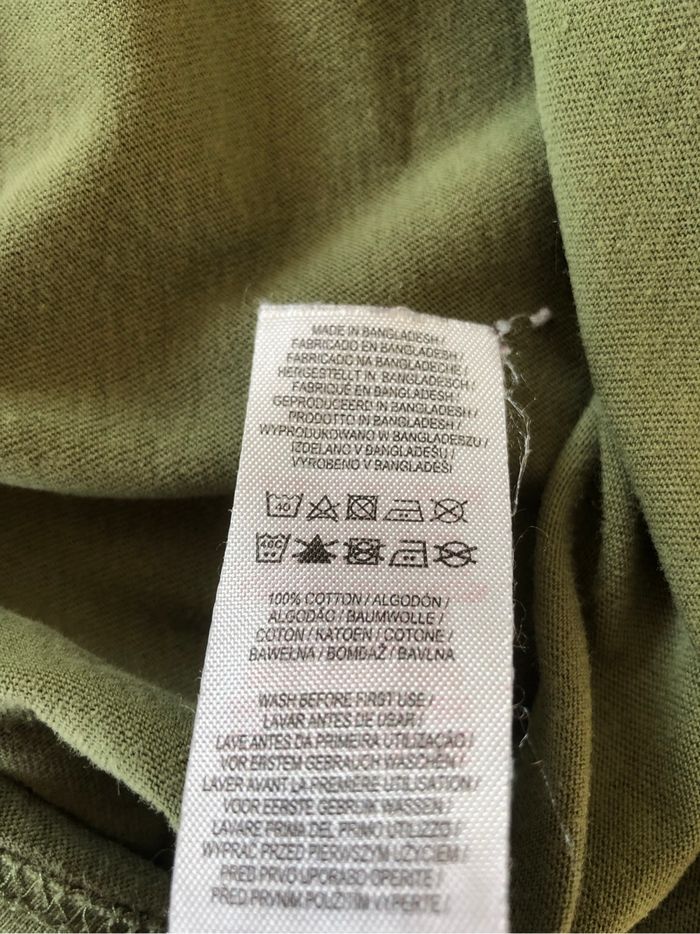 MADE IN BANGLADESH /
FABRICADO EN BANGLADESH /
FABRICADO NA BANGLADECHE /
HERGESTELLT IN BANGLADESCH /
FABRIQUÉ EN BANGLADESH /
GEPRODUCEERD IN BANGLADESH /
PRODOTTO IN BANGLADESH /
WYPRODUKOWANO W BANGLADESZU /
IZDELANO V BANGLADEŠU /
VYROBENO V BANGLADÉŠI
40
100% COTTON / ALGODÓN /
ALGODÃO / BAUMWOLLE /
COTON / KATOEN / COTONE /
BAWEŁNA / BOMBAŽ / BAVLNA
WASH BEFORE FIRST USE /
LAVAR ANTES DE USAR /
LAVE ANTES DA PRIMEIRA UTILIZAÇÃO /
VOR ERSTEM GEBRAUCH WASCHEN /
LAVER AVANT LA PREMIÈRE UTILISATION /
VOOR EERSTE GEBRUIK WASSEN /
LAVARE PRIMA DEL PRIMO UTILIZZO /
WYPRAĆ PRZED PIERWSZYM UŻYCIEM /
PRED PRVO UPORABO OPERITE /
PŘED PRVNÍM POUŽITÍM VYPERTE /